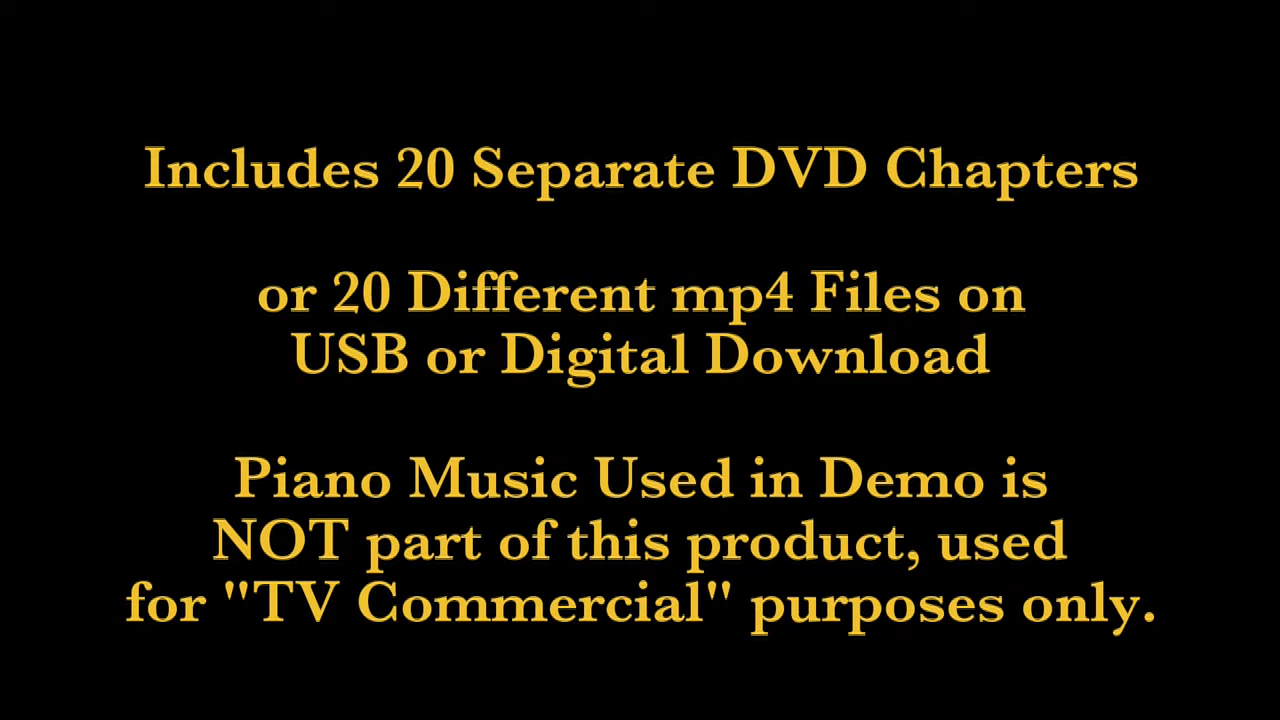 Includes 20 Separate DVD Chapters
or 20 Different mp4 Files on
USB or Digital Download
Piano Music Used in Demo is
NOT part of this product, used
for "TV Commercial" purposes only.